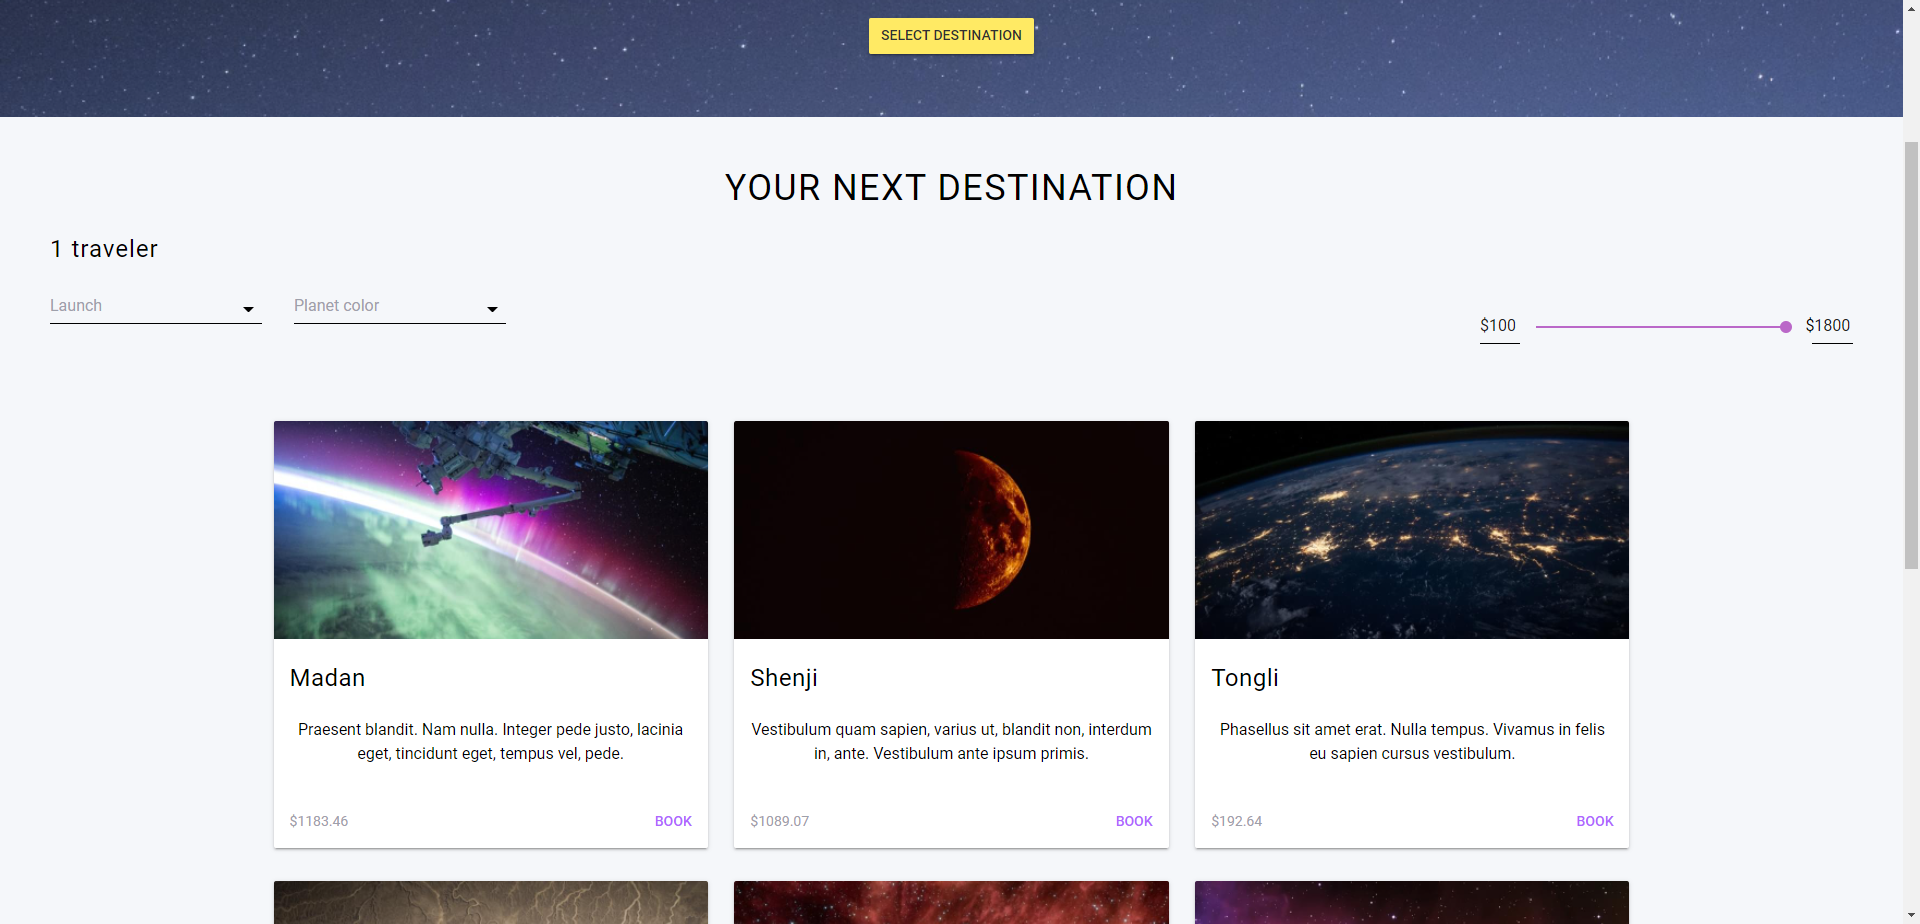 SELECT DESTINATION
YOUR NEXT DESTINATION
1 traveler
Launch
Planet color
$100
$1800
Madan
Praesent blandit. Nam nulla. Integer pede justo, lacinia
eget, tincidunt eget, tempus vel, pede.
$1183.46
BOOK
Shenji
Vestibulum quam sapien, varius ut, blandit non, interdum
in, ante. Vestibulum ante ipsum primis.
$1089.07
BOOK
Tongli
Phasellus sit amet erat. Nulla tempus. Vivamus in felis
eu sapien cursus vestibulum.
$192.64
BOOK